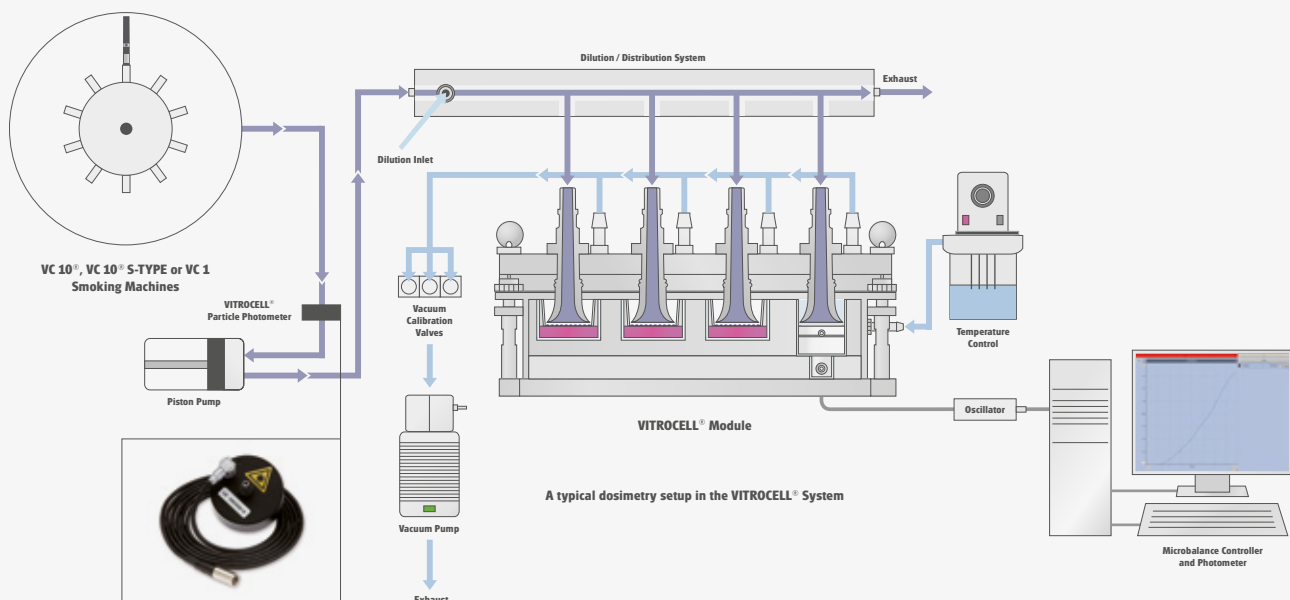 Dilution / Distribution System
Exhaust
Dilution Inlet
VC 10®, VC 10® S-TYPE or VC 1
Smoking Machines
VITROCELL®
Particle Photometer
Piston Pump
Vacuum
Calibration
Valves
Temperature
Control
VITROCELL® Module
Oscillator
A typical dosimetry setup in the VITROCELL® System
Vacuum Pump
Microbalance Controller
and Photometer
Exhaust